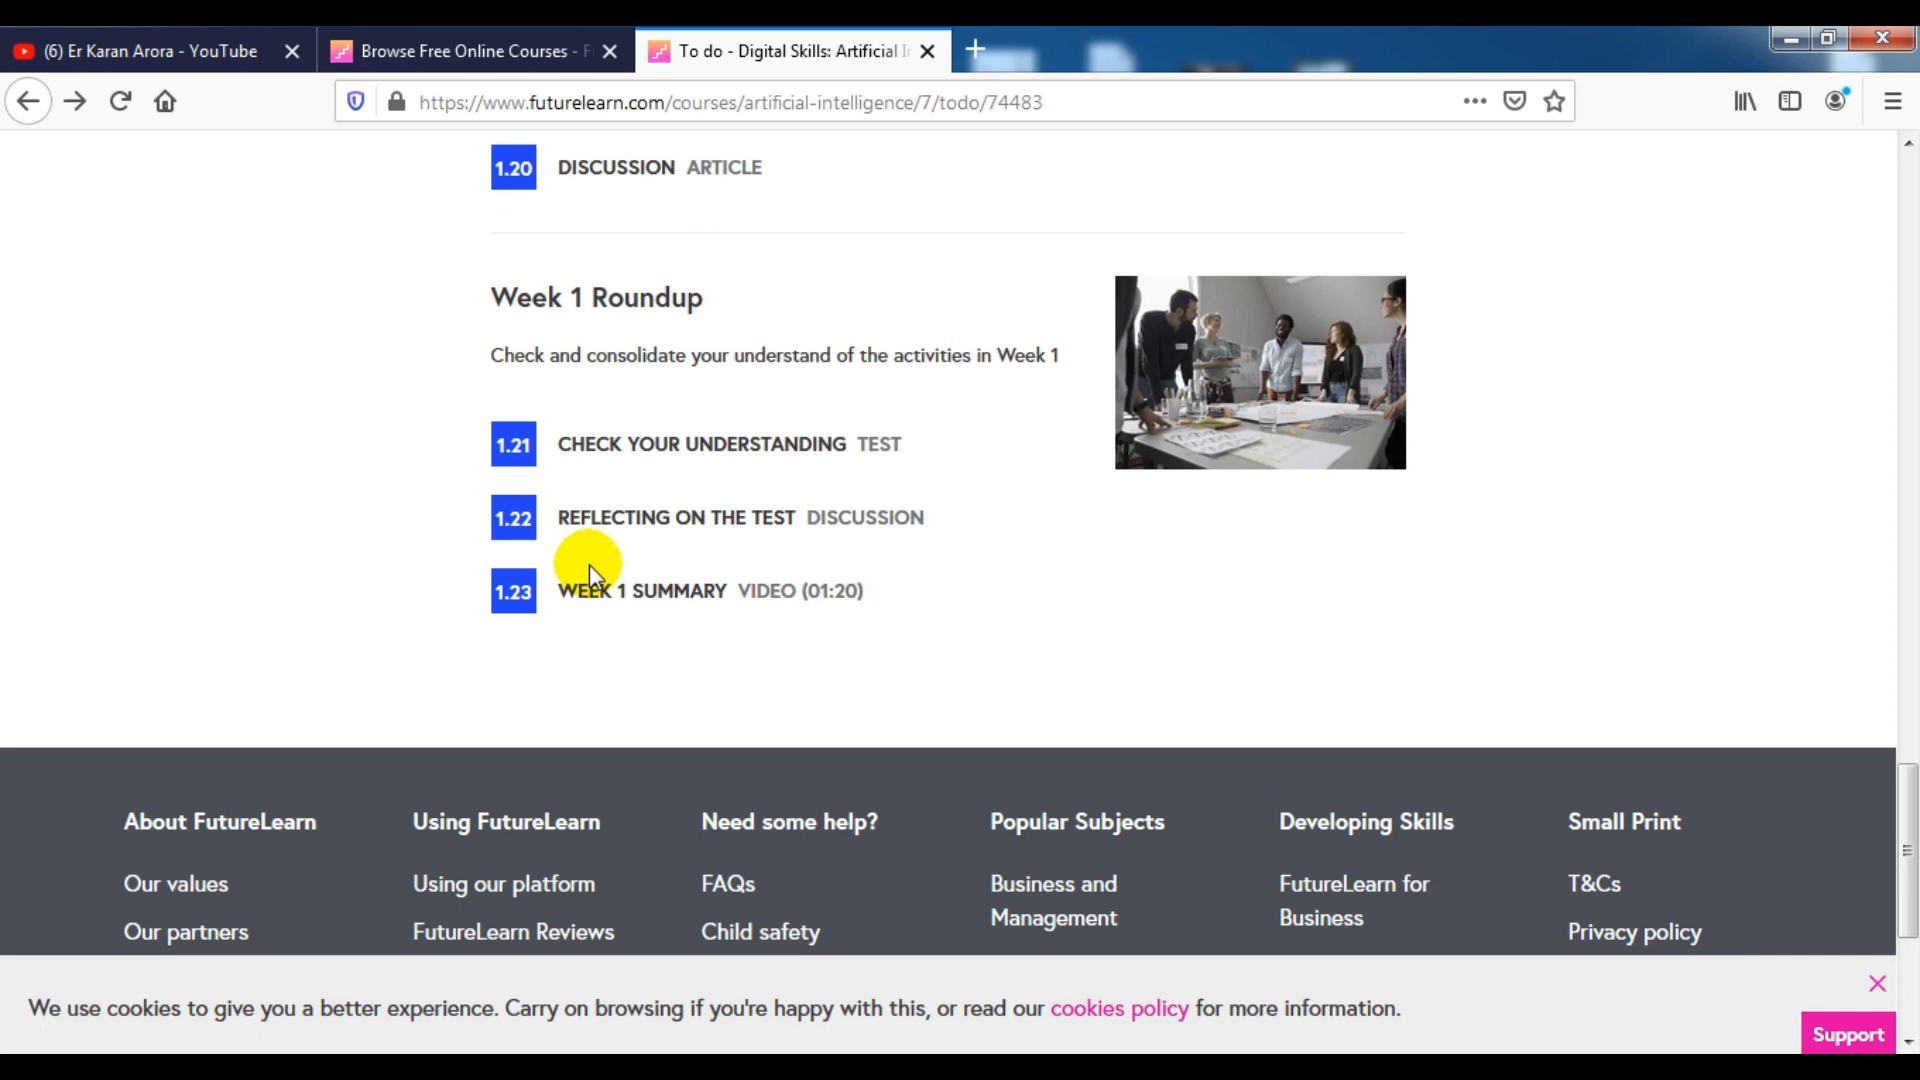 (6) Er Karan Arora - YouTube
Browse Free Online Courses - F
To do - Digital Skills: Artificial I
https://www.futurelearn.com/courses/artificial-intelligence/7/todo/74483
1.20 DISCUSSION ARTICLE
Week 1 Roundup
Check and consolidate your understand of the activities in Week 1
1.21 CHECK YOUR UNDERSTANDING TEST
1.22 REFLECTING ON THE TEST DISCUSSION
1.23 WEEK 1 SUMMARY VIDEO (01:20)
About FutureLearn
Our values
Our partners
Using FutureLearn
Using our platform
FutureLearn Reviews
Need some help?
FAQs
Child safety
Popular Subjects
Business and
Management
Developing Skills
FutureLearn for
Business
Small Print
T&Cs
Privacy policy
We use cookies to give you a better experience. Carry on browsing if you're happy with this, or read our cookies policy for more information.
Support